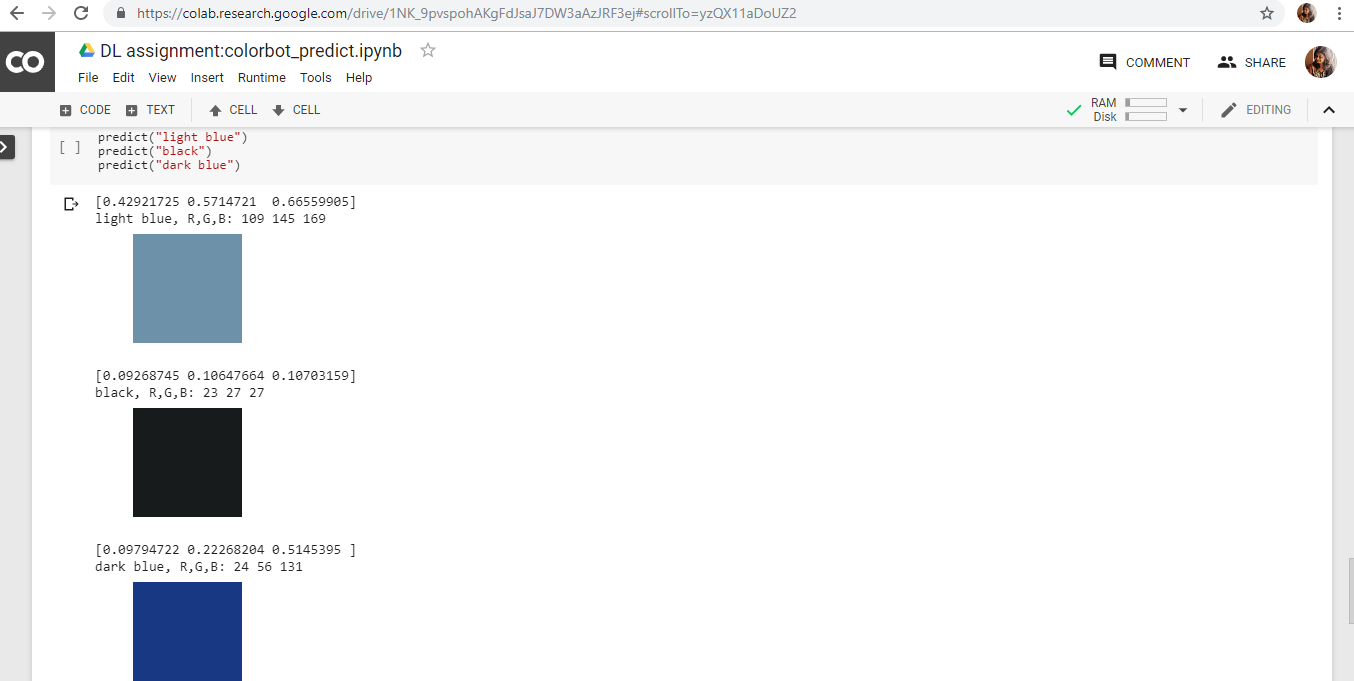 https://colab.research.google.com/drive/1NK_9pvspohAKgFdJsaJ7DW3aAzJRF3ej#scrollTo=yzQX11aDoUZ2
CO
DL assignment:colorbot_predict.ipynb
File Edit View Insert Runtime Tools Help
COMMENT SHARE
CODE TEXT CELL CELL
RAM
Disk
EDITING
predict("light blue")
[ ] predict("black")
predict("dark blue")
[0.42921725 0.5714721  0.66559905]
light blue, R,G,B: 109 145 169
[0.09268745 0.10647664 0.10703159]
black, R,G,B: 23 27 27
[0.09794722 0.22268204 0.5145395 ]
dark blue, R,G,B: 24 56 131